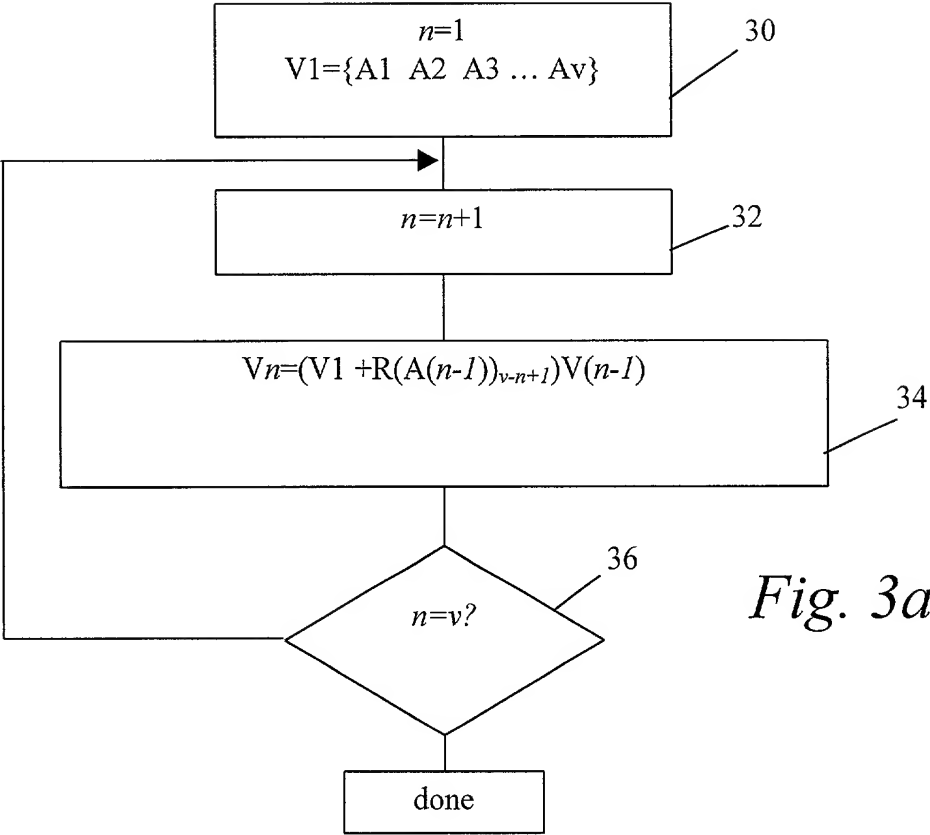 n=1
30
V1={A1 A2 A3 … Av}
n=n+1
32
Vn=(V1 +R(A(n-1))v-n+1)V(n-1)
34
36
n=v?
Fig. 3a
done